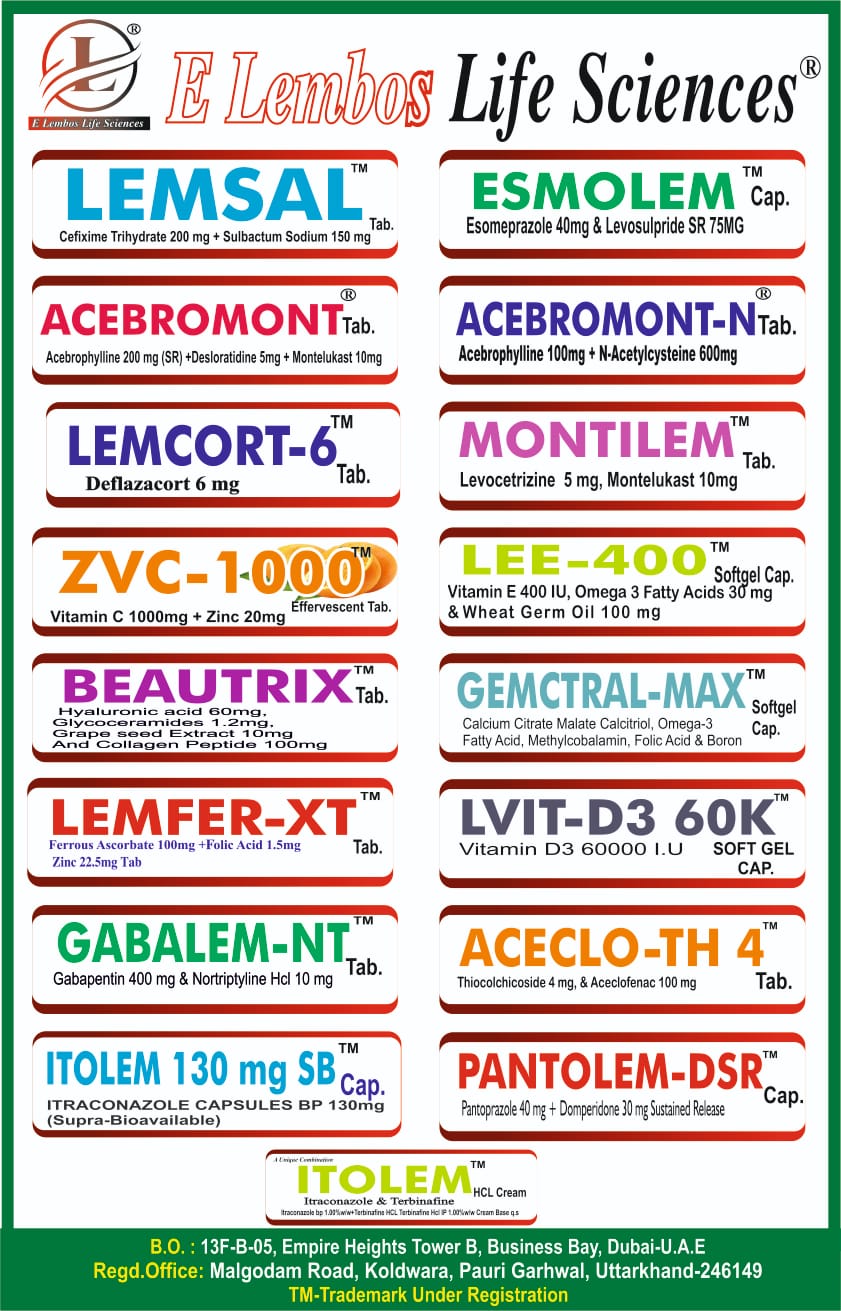 E Lembos Life Sciences
E Lembos Life Sciences®
LEMSAL™ Tab.
Cefixime Trihydrate 200 mg + Sulbactum Sodium 150 mg
ESMOLEM™ Cap.
Esomeprazole 40mg & Levosulpride SR 75MG
ACEBROMONT® Tab.
Acebrophylline 200 mg (SR) +Desloratidine 5mg + Montelukast 10mg
ACEBROMONT-N® Tab.
Acebrophylline 100mg + N-Acetylcysteine 600mg
LEMCORT-6™ Tab.
Deflazacort 6 mg
MONTILEM™ Tab.
Levocetrizine 5 mg, Montelukast 10mg
ZVC-1000™
Effervescent Tab.
Vitamin C 1000mg + Zinc 20mg
LEE-400™ Softgel Cap.
Vitamin E 400 IU, Omega 3 Fatty Acids 30 mg
& Wheat Germ Oil 100 mg
BEAUTRIX™ Tab.
Hyaluronic acid 60mg,
Glycoceramides 1.2mg,
Grape seed Extract 10mg
And Collagen Peptide 100mg
GEMCTRAL-MAX™ Softgel
Cap.
Calcium Citrate Malate Calcitriol, Omega-3
Fatty Acid, Methylcobalamin, Folic Acid & Boron
LEMFER-XT™ Tab.
Ferrous Ascorbate 100mg +Folic Acid 1.5mg
Zinc 22.5mg Tab
LVIT-D3 60K™
Vitamin D3 60000 I.U SOFT GEL
CAP.
GABALEM-NT™ Tab.
Gabapentin 400 mg & Nortriptyline Hcl 10 mg
ACECLO-TH 4™ Tab.
Thiocolchicoside 4 mg, & Aceclofenac 100 mg
ITOLEM 130 mg SB™ Cap.
ITRACONAZOLE CAPSULES BP 130mg
(Supra-Bioavailable)
PANTOLEM-DSR™ Cap.
Pantoprazole 40 mg + Domperidone 30 mg Sustained Release
A Unique Combination
ITOLEM™ HCL Cream
Itraconazole & Terbinafine
Itraconazole bp 1.00%w/w+Terbinafine HCL Terbinafine Hcl IP 1.00%w/w Cream Base q.s
B.O. : 13F-B-05, Empire Heights Tower B, Business Bay, Dubai-U.A.E
Regd.Office: Malgodam Road, Koldwara, Pauri Garhwal, Uttarkhand-246149
TM-Trademark Under Registration